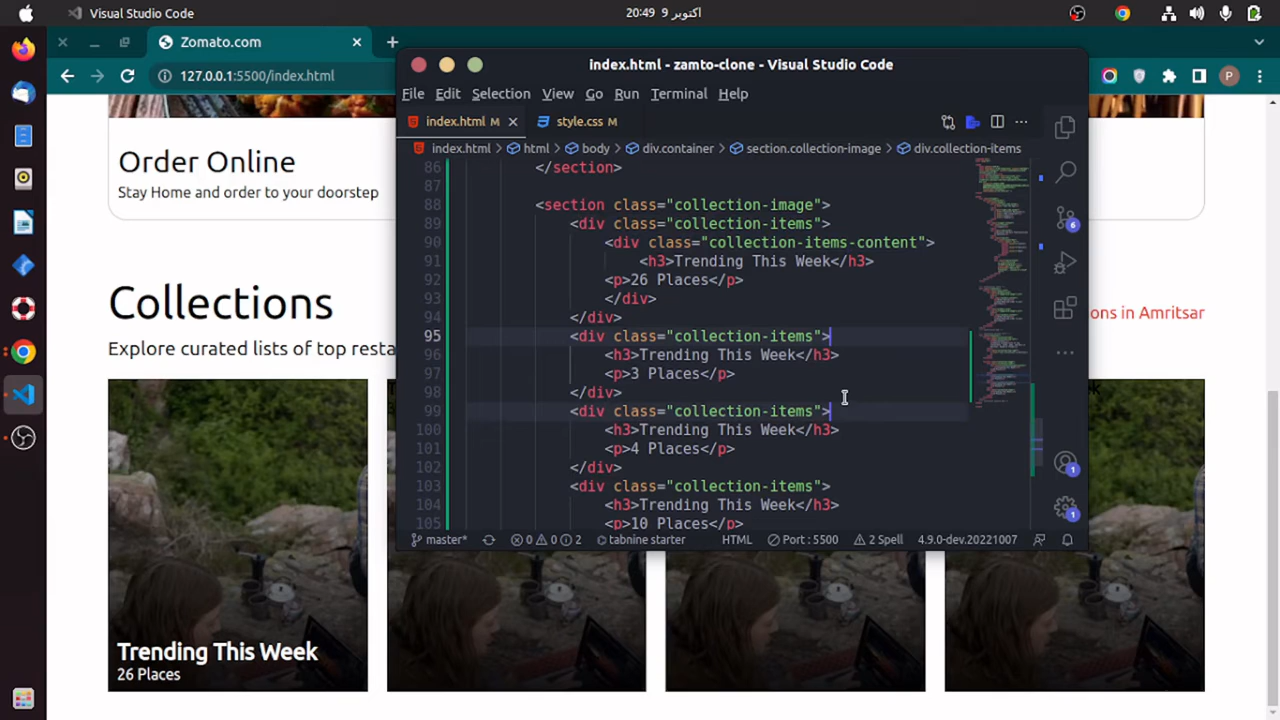 Visual Studio Code
اکتوبر 9 20:49
Zomato.com
127.0.0.1:5500/index.html
P
Order Online
Stay Home and order to your doorstep
Collections
Explore curated lists of top resta
ons in Amritsar
Trending This Week
26 Places
index.html - zamto-clone - Visual Studio Code
File Edit Selection View Go Run Terminal Help
index.html M
style.css M
index.html html body div.container section.collection-image div.collection-items
86 </section>
87
88 <section class="collection-image">
89 <div class="collection-items">
90 <div class="collection-items-content">
91 <h3>Trending This Week</h3>
92 <p>26 Places</p>
93 </div>
94 </div>
95 <div class="collection-items">
96 <h3>Trending This Week</h3>
97 <p>3 Places</p>
98 </div>
99 <div class="collection-items">
100 <h3>Trending This Week</h3>
101 <p>4 Places</p>
102 </div>
103 <div class="collection-items">
104 <h3>Trending This Week</h3>
105 <p>10 Places</p>
6
1
1
master* 0 0 2 tabnine starter HTML Port : 5500 2 Spell 4.9.0-dev.20221007